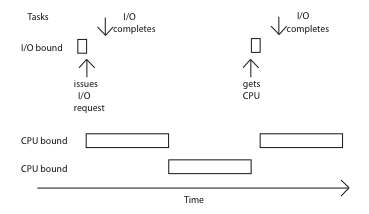 Tasks
I/O
completes
I/O
completes
I/O bound
issues
I/O
request
gets
CPU
CPU bound
CPU bound
Time